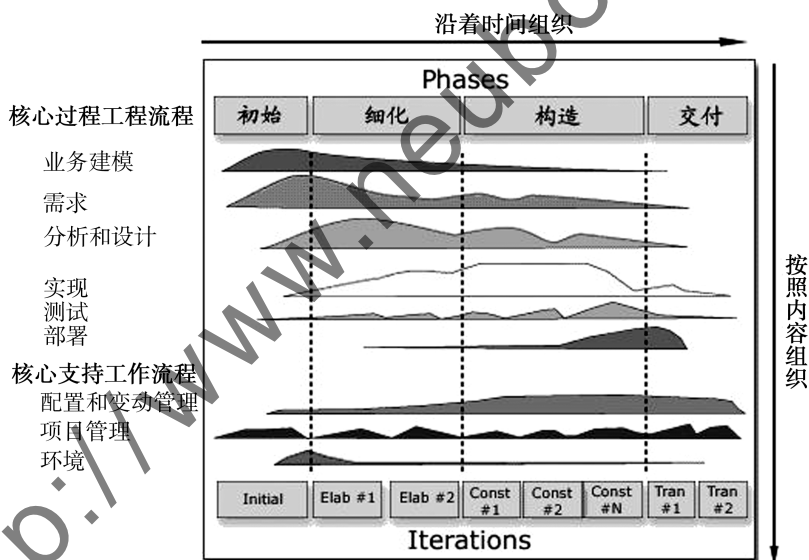 沿着时间组织
Phases
核心过程工程流程
初始 细化 构造 交付
业务建模
需求
分析和设计
实现
测试
部署
核心支持工作流程
配置和变动管理
项目管理
环境
按照内容组织
Initial Elab #1 Elab #2 Const #1 Const #2 Const #N Tran #1 Tran #2
Iterations
p://www.neubo